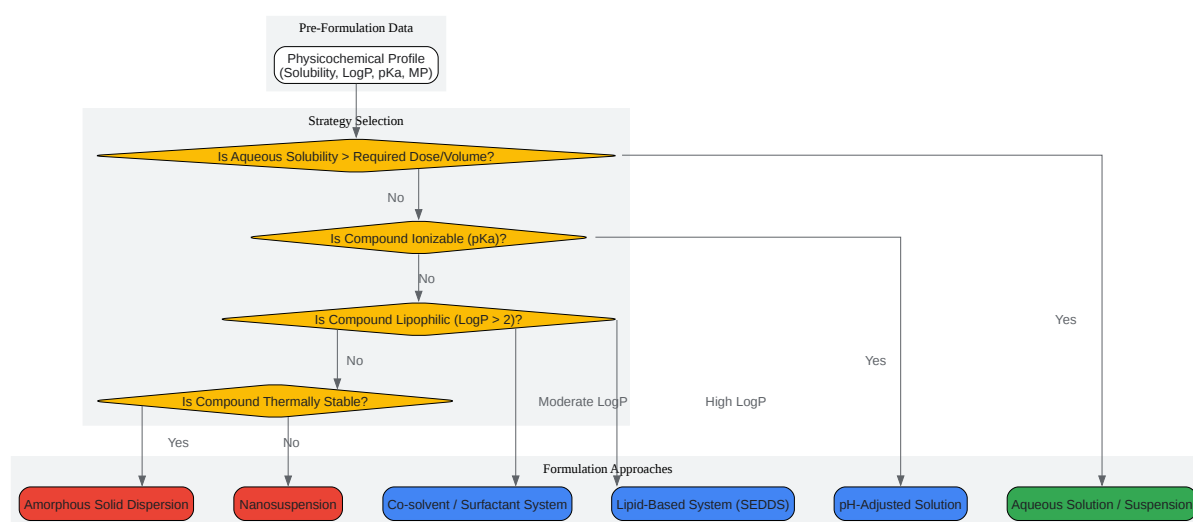 Pre-Formulation Data
Physicochemical Profile
(Solubility, LogP, pKa, MP)
Strategy Selection
Is Aqueous Solubility > Required Dose/Volume?
No
Is Compound Ionizable (pKa)?
No
Is Compound Lipophilic (LogP > 2)?
Yes
No
Yes
Is Compound Thermally Stable?
Moderate LogP
High LogP
Yes
No
Formulation Approaches
Amorphous Solid Dispersion
Nanosuspension
Co-solvent / Surfactant System
Lipid-Based System (SEDDS)
pH-Adjusted Solution
Aqueous Solution / Suspension